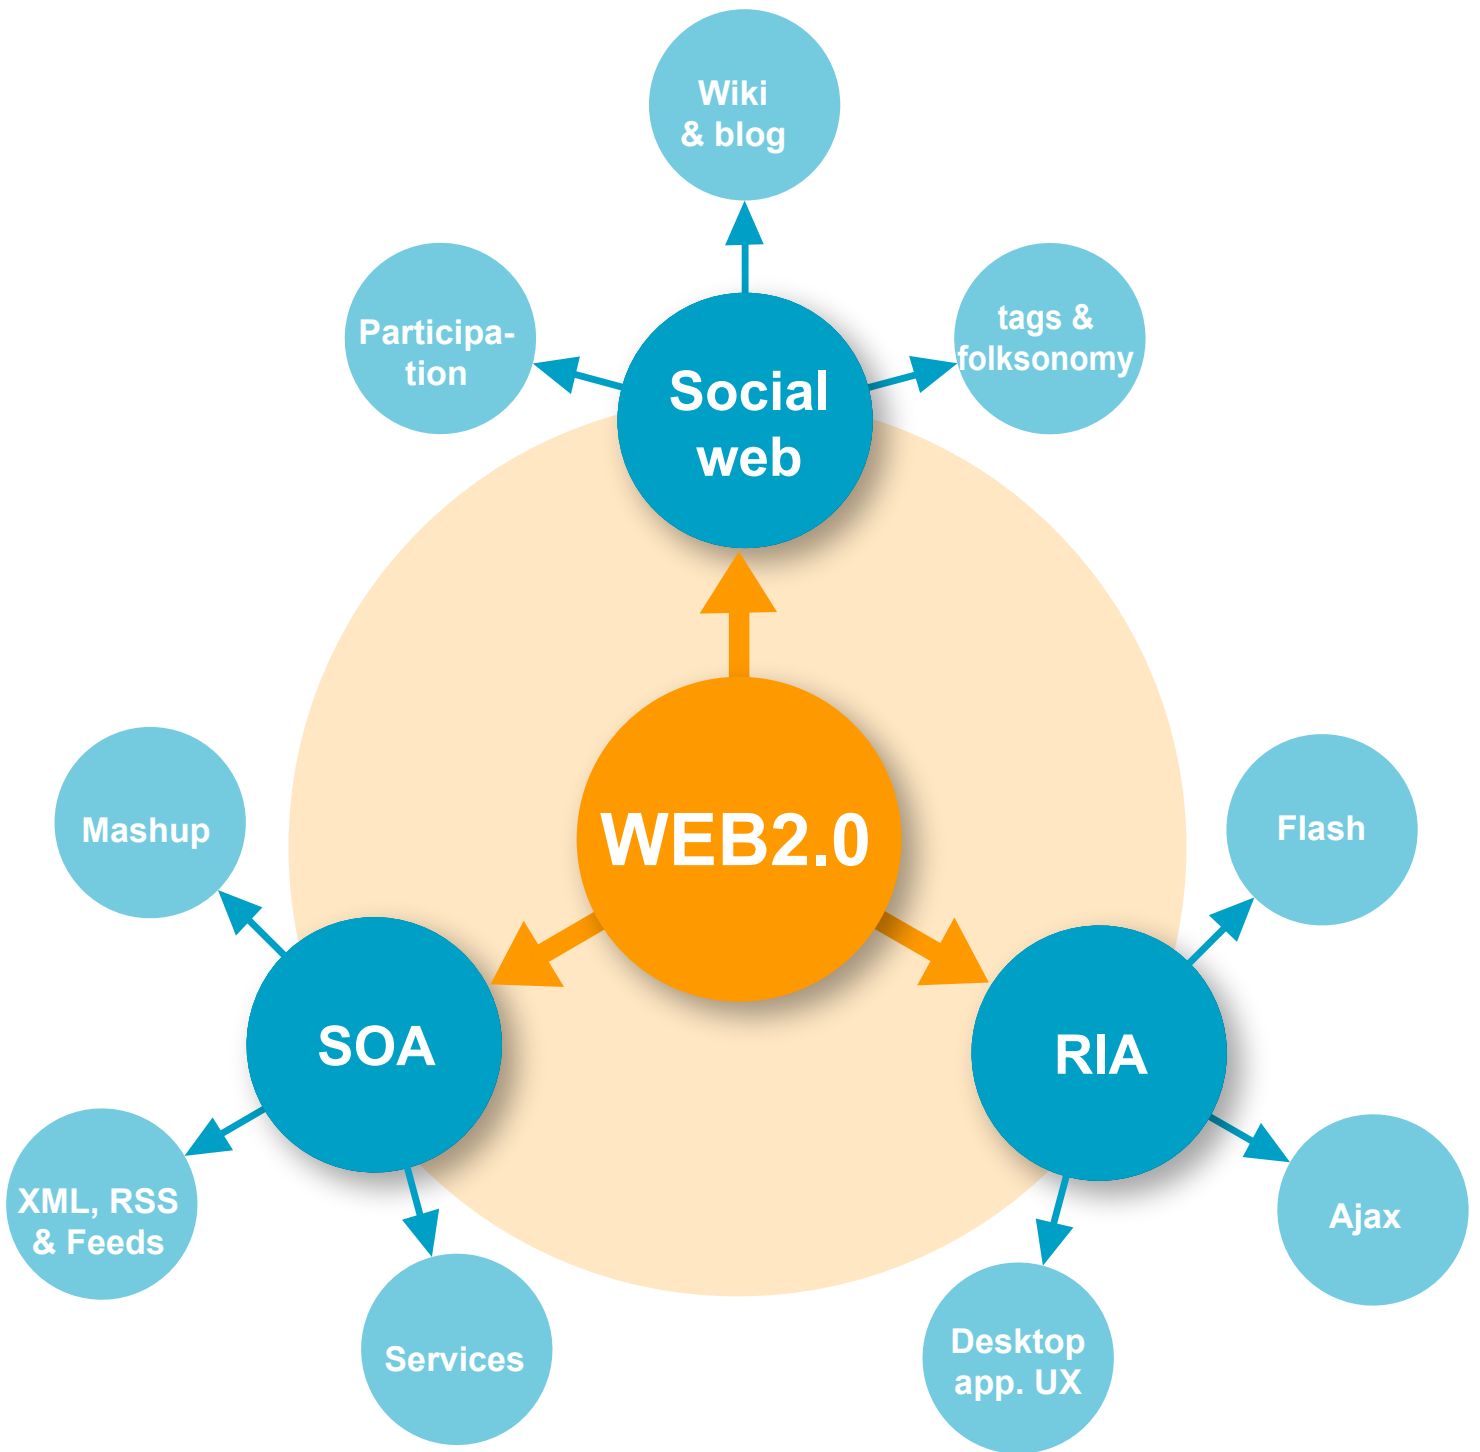 Wiki
& blog
Participa-
tion
tags &
folksonomy
Social
web
WEB2.0
Mashup
Flash
SOA
RIA
XML, RSS
& Feeds
Ajax
Services
Desktop
app. UX